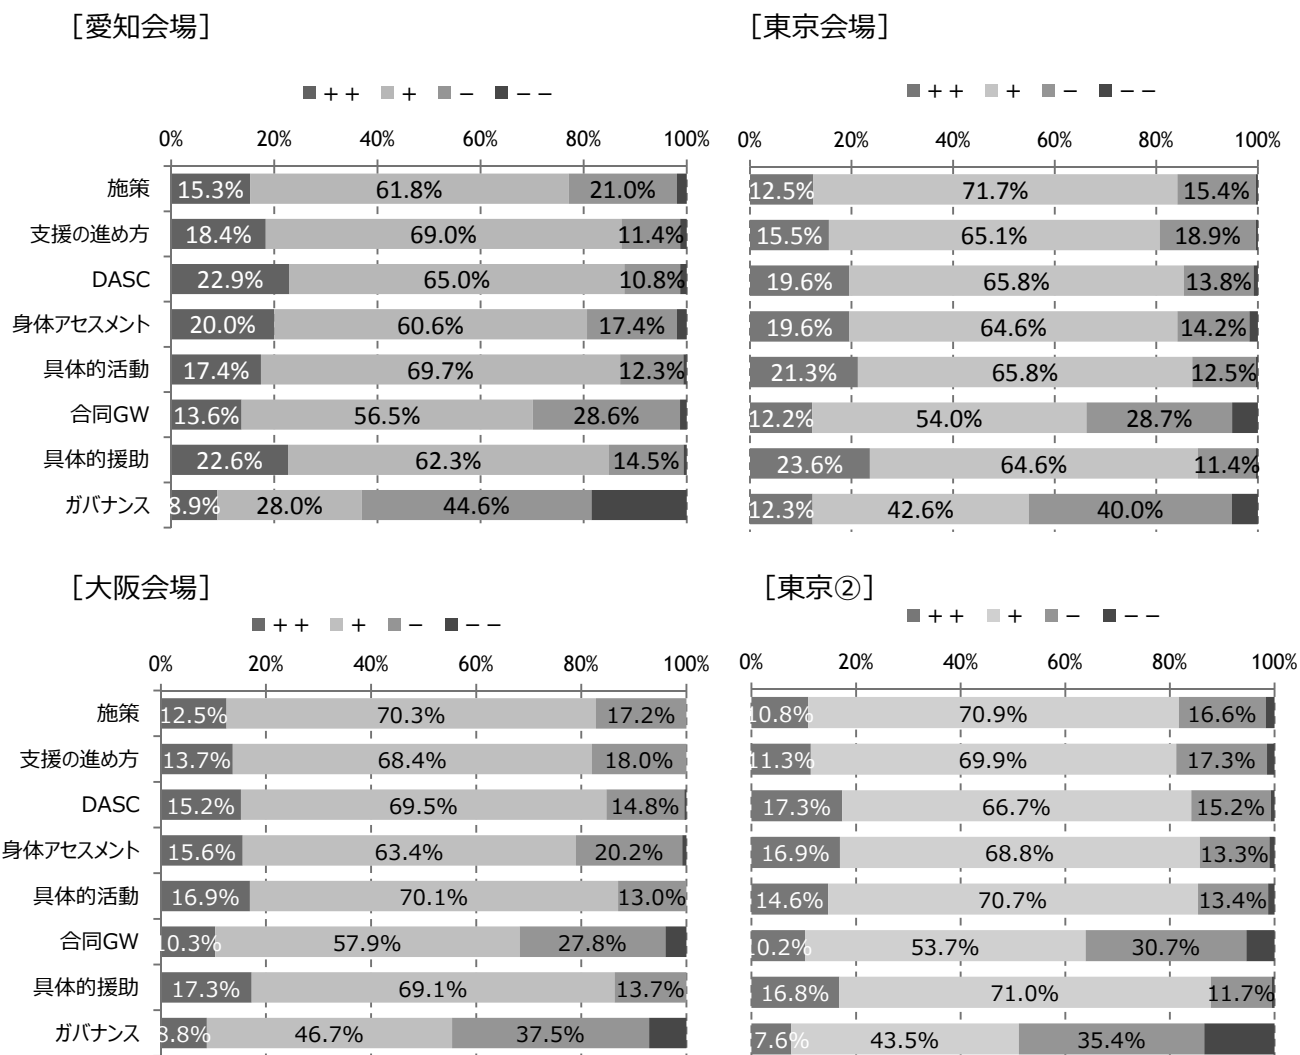 ［愛知会場］
++ + − −−
0% 20% 40% 60% 80% 100%
施策 15.3% 61.8% 21.0%
支援の進め方 18.4% 69.0% 11.4%
DASC 22.9% 65.0% 10.8%
身体アセスメント 20.0% 60.6% 17.4%
具体的活動 17.4% 69.7% 12.3%
合同GW 13.6% 56.5% 28.6%
具体的援助 22.6% 62.3% 14.5%
ガバナンス 8.9% 28.0% 44.6%
［東京会場］
++ + − −−
0% 20% 40% 60% 80% 100%
12.5% 71.7% 15.4%
15.5% 65.1% 18.9%
19.6% 65.8% 13.8%
19.6% 64.6% 14.2%
21.3% 65.8% 12.5%
12.2% 54.0% 28.7%
23.6% 64.6% 11.4%
12.3% 42.6% 40.0%
［大阪会場］
++ + − −−
0% 20% 40% 60% 80% 100%
施策 12.5% 70.3% 17.2%
支援の進め方 13.7% 68.4% 18.0%
DASC 15.2% 69.5% 14.8%
身体アセスメント 15.6% 63.4% 20.2%
具体的活動 16.9% 70.1% 13.0%
合同GW 10.3% 57.9% 27.8%
具体的援助 17.3% 69.1% 13.7%
ガバナンス 8.8% 46.7% 37.5%
［東京②］
++ + − −−
0% 20% 40% 60% 80% 100%
10.8% 70.9% 16.6%
11.3% 69.9% 17.3%
17.3% 66.7% 15.2%
16.9% 68.8% 13.3%
14.6% 70.7% 13.4%
10.2% 53.7% 30.7%
16.8% 71.0% 11.7%
7.6% 43.5% 35.4%